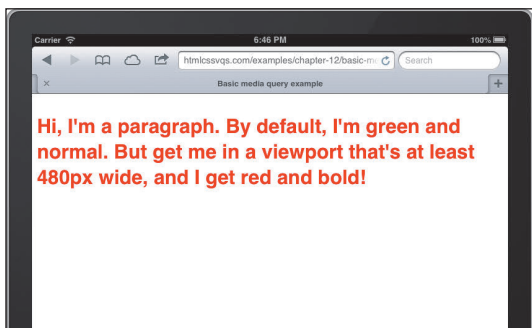 Carrier 6:46 PM 100%
htmlcssvqs.com/examples/chapter-12/basic-m Search
Basic media query example
Hi, I'm a paragraph. By default, I'm green and
normal. But get me in a viewport that's at least
480px wide, and I get red and bold!